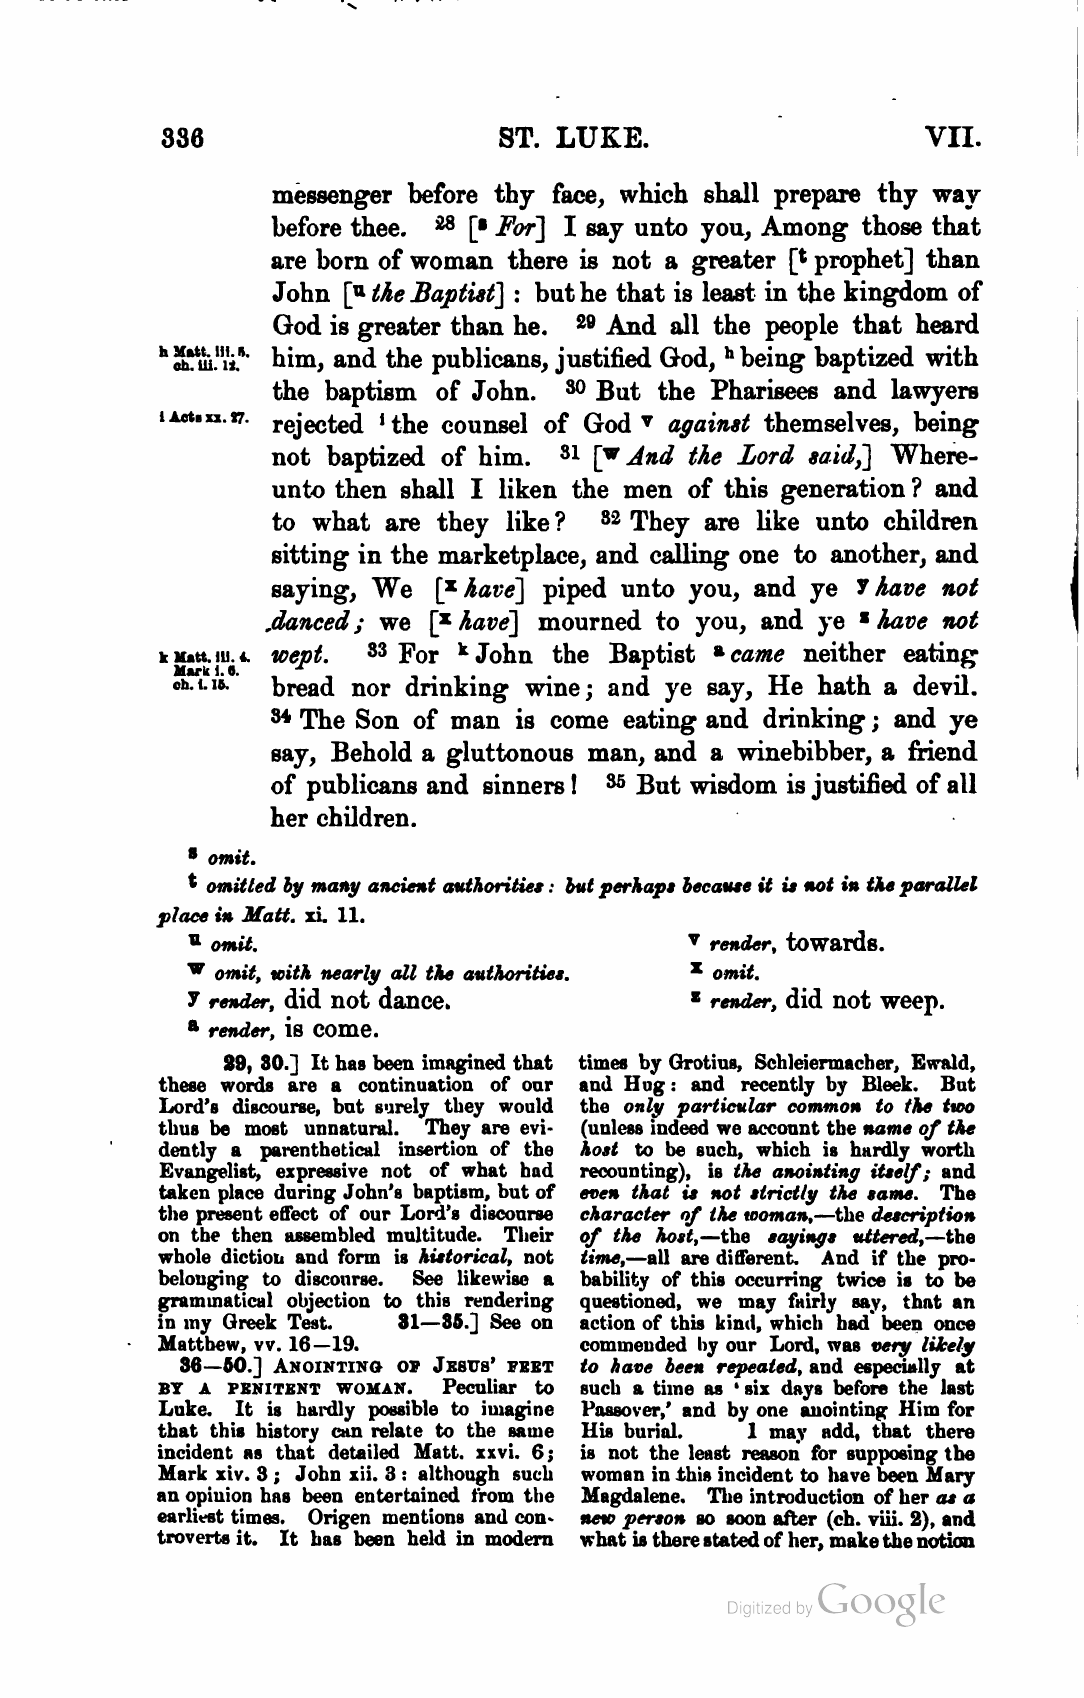 336 ST. LUKE. VII.
messenger before thy face, which shall prepare thy way
before thee. 28 [s For] I say unto you, Among those that
are born of woman there is not a greater [t prophet] than
John [u the Baptist] : but he that is least in the kingdom of
God is greater than he. 29 And all the people that heard
h Matt. iii. 5.
ch. iii. 12.
him, and the publicans, justified God, h being baptized with
the baptism of John. 30 But the Pharisees and lawyers
i Acts xx. 27.
rejected i the counsel of God v against themselves, being
not baptized of him. 31 [w And the Lord said,] Where-
unto then shall I liken the men of this generation ? and
to what are they like ? 32 They are like unto children
sitting in the marketplace, and calling one to another, and
saying, We [x have] piped unto you, and ye y have not
danced ; we [x have] mourned to you, and ye z have not
k Matt. iii. 4.
Mark i. 6.
ch. i. 15.
wept. 33 For k John the Baptist a came neither eating
bread nor drinking wine ; and ye say, He hath a devil.
34 The Son of man is come eating and drinking ; and ye
say, Behold a gluttonous man, and a winebibber, a friend
of publicans and sinners ! 35 But wisdom is justified of all
her children.
s omit.
t omitted by many ancient authorities : but perhaps because it is not in the parallel
place in Matt. xi. 11.
u omit. v render, towards.
w omit, with nearly all the authorities. x omit.
y render, did not dance. z render, did not weep.
a render, is come.
29, 30.] It has been imagined that
these words are a continuation of our
Lord's discourse, but surely they would
thus be most unnatural. They are evi-
dently a parenthetical insertion of the
Evangelist, expressive not of what had
taken place during John's baptism, but of
the present effect of our Lord's discourse
on the then assembled multitude. Their
whole diction and form is historical, not
belonging to discourse. See likewise a
grammatical objection to this rendering
in my Greek Test. 31—35.] See on
Matthew, vv. 16—19.
36—50.] ANOINTING OF JESUS' FEET
BY A PENITENT WOMAN. Peculiar to
Luke. It is hardly possible to imagine
that this history can relate to the same
incident as that detailed Matt. xxvi. 6;
Mark xiv. 3 ; John xii. 3 : although such
an opinion has been entertained from the
earliest times. Origen mentions and con-
troverts it. It has been held in modern
times by Grotius, Schleiermacher, Ewald,
and Hug : and recently by Bleek. But
the only particular common to the two
(unless indeed we account the name of the
host to be such, which is hardly worth
recounting), is the anointing itself ; and
even that is not strictly the same. The
character of the woman,—the description
of the host,—the sayings uttered,—the
time,—all are different. And if the pro-
bability of this occurring twice is to be
questioned, we may fairly say, that an
action of this kind, which had been once
commended by our Lord, was very likely
to have been repeated, and especially at
such a time as ‘six days before the last
Passover,’ and by one anointing Him for
His burial. I may add, that there
is not the least reason for supposing the
woman in this incident to have been Mary
Magdalene. The introduction of her as a
new person so soon after (ch. viii. 2), and
what is there stated of her, make the notion
Digitized by Google